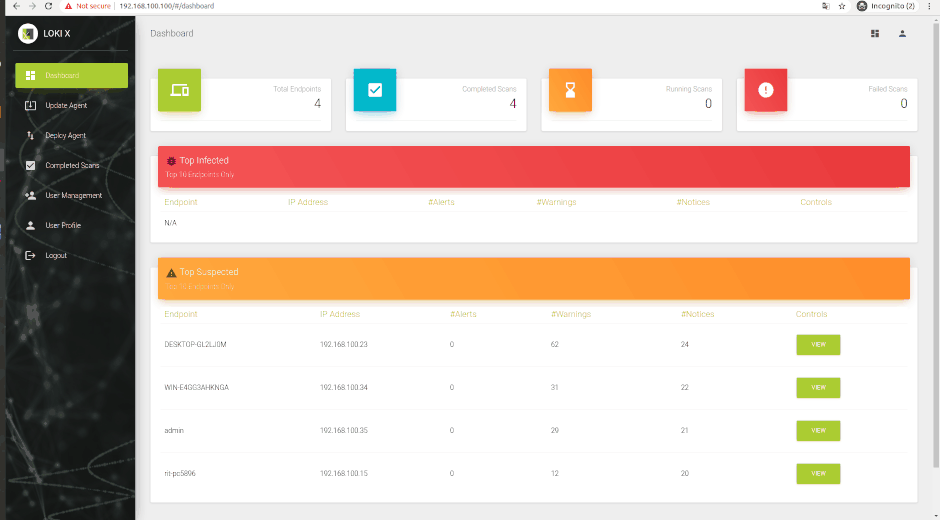 Not secure | 192.168.100.100/#/dashboard
Incognito (2)
LOKI X
Dashboard
Dashboard
Update Agent
Deploy Agent
Completed Scans
User Management
User Profile
Logout
Total Endpoints
4
Completed Scans
4
Running Scans
0
Failed Scans
0
Top Infected
Top 10 Endpoints Only
Endpoint IP Address #Alerts #Warnings #Notices Controls
N/A
Top Suspected
Top 10 Endpoints Only
Endpoint IP Address #Alerts #Warnings #Notices Controls
DESKTOP-GL2LJ0M 192.168.100.23 0 62 24 VIEW
WIN-E4GG3AHKNGA 192.168.100.34 0 31 22 VIEW
admin 192.168.100.35 0 29 21 VIEW
rit-pc5896 192.168.100.15 0 12 20 VIEW